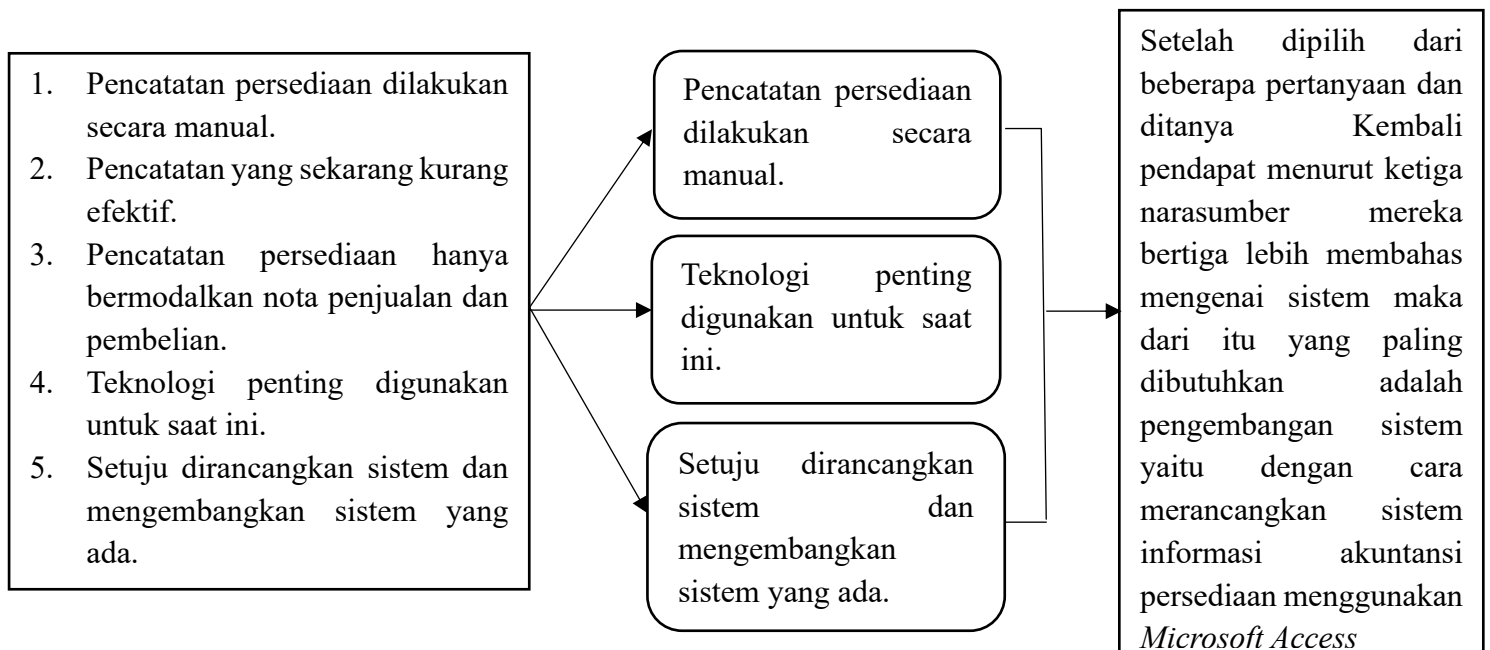 1. Pencatatan persediaan dilakukan
secara manual.
2. Pencatatan yang sekarang kurang
efektif.
3. Pencatatan persediaan hanya
bermodalkan nota penjualan dan
pembelian.
4. Teknologi penting digunakan
untuk saat ini.
5. Setuju dirancangkan sistem dan
mengembangkan sistem yang
ada.
Pencatatan persediaan
dilakukan secara
manual.
Teknologi penting
digunakan untuk saat
ini.
Setuju dirancangkan
sistem dan
mengembangkan
sistem yang ada.
Setelah dipilih dari
beberapa pertanyaan dan
ditanya Kembali
pendapat menurut ketiga
narasumber mereka
bertiga lebih membahas
mengenai sistem maka
dari itu yang paling
dibutuhkan adalah
pengembangan sistem
yaitu dengan cara
merancangkan sistem
informasi akuntansi
persediaan menggunakan
Microsoft Access